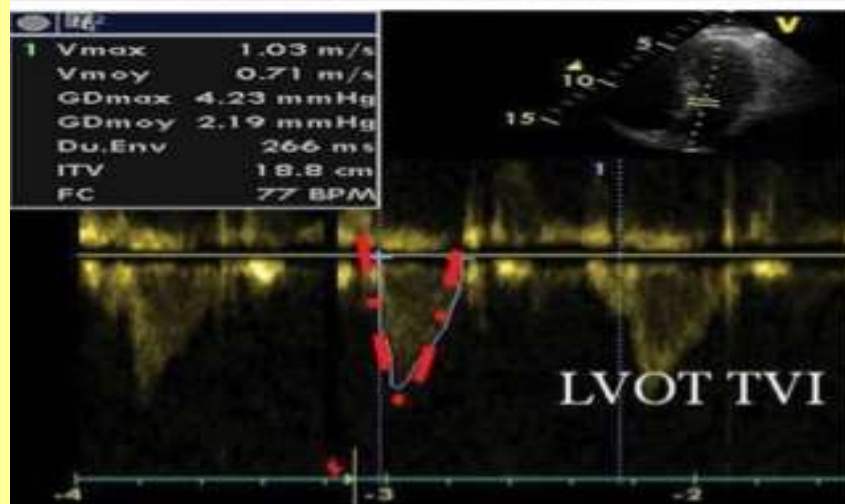 1 Vmax 1.03 m/s
Vmoy 0.71 m/s
GDmax 4.23 mmHg
GDmoy 2.19 mmHg
Du.Env 266 ms
ITV 18.8 cm
FC 77 BPM
V
5
10
15
1
LVOT TVI
-4 -3 -2